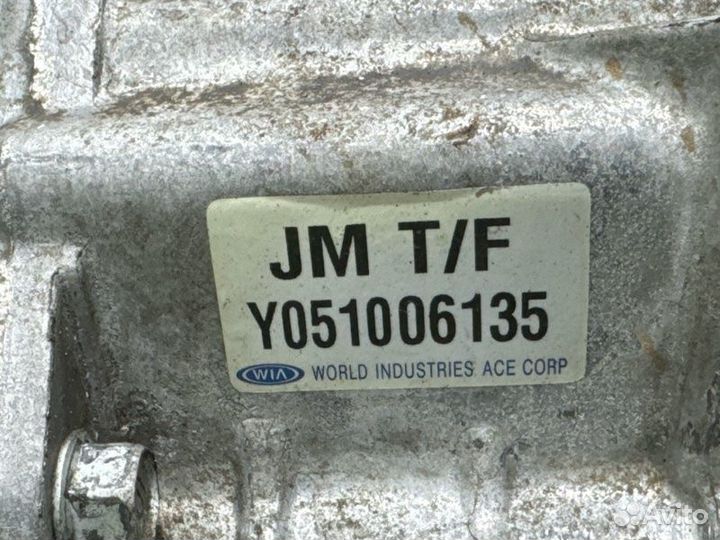 JM T/F
Y051006135
WIA WORLD INDUSTRIES ACE CORP
Avito